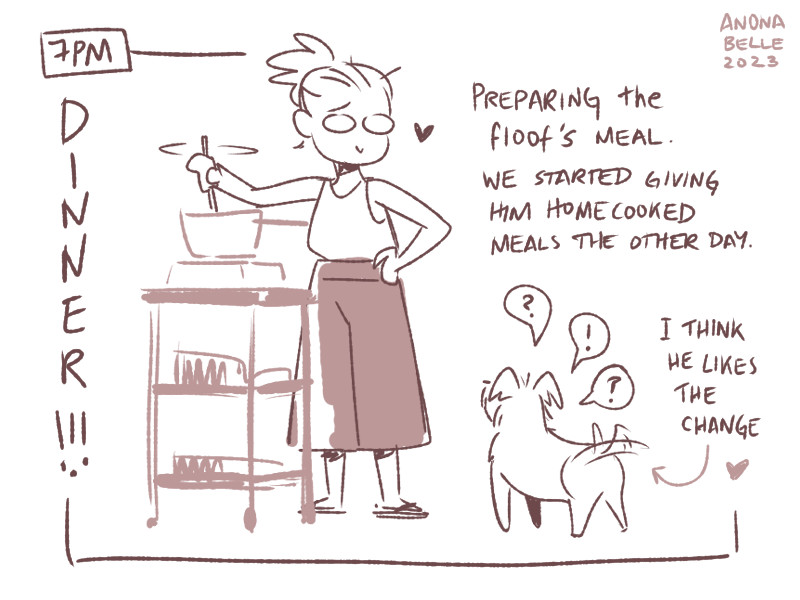 7PM
DINNER!!!
ANONA
BELLE
2023
PREPARING the
floof's MEAL.
WE STARTED GIVING
HIM HOMECOOKED
MEALS THE OTHER DAY.
?
!
?
I THINK
HE LIKES
THE
CHANGE